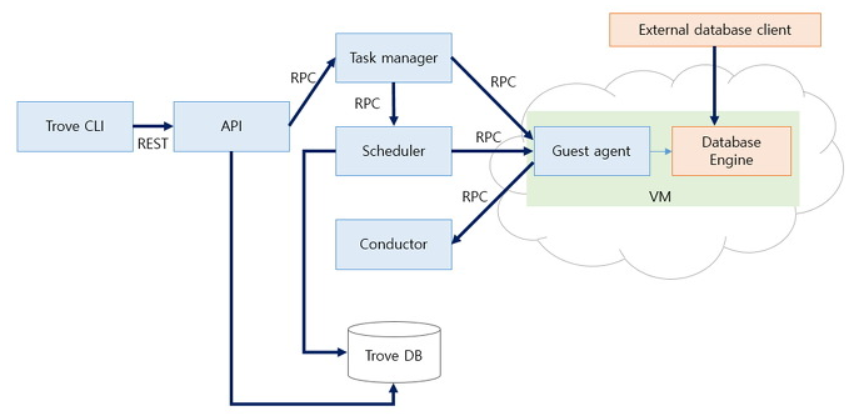 External database client
Task manager
RPC
RPC
RPC
Trove CLI
REST
API
Scheduler
RPC
Guest agent
Database
Engine
VM
RPC
Conductor
Trove DB